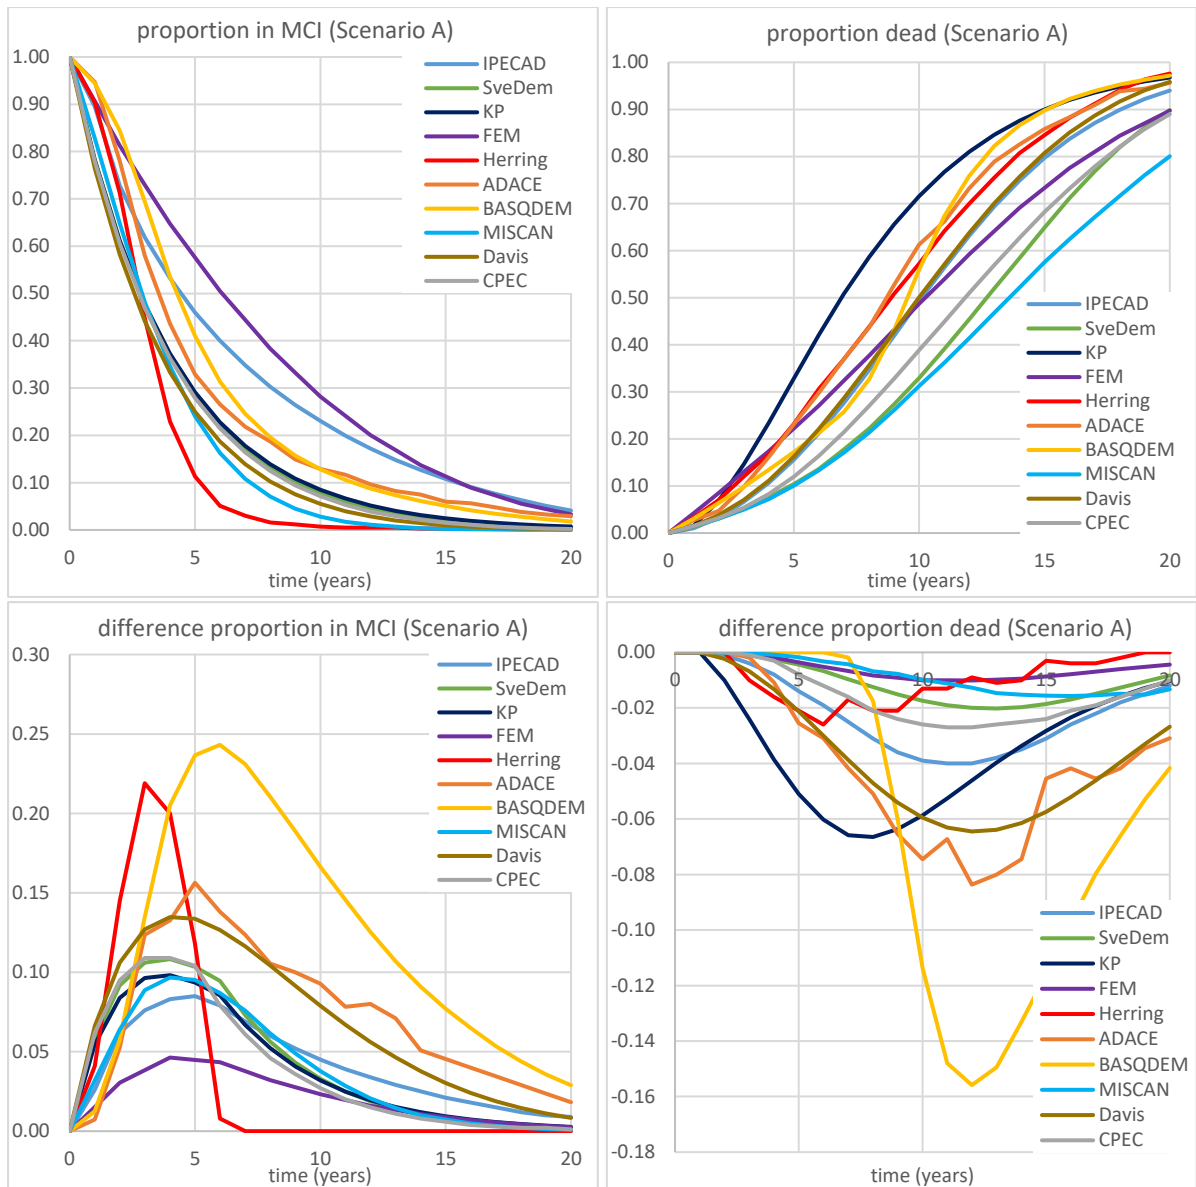 proportion in MCI (Scenario A)
1.00
0.90
0.80
0.70
0.60
0.50
0.40
0.30
0.20
0.10
0.00
0 5 10 15 20
time (years)
IPECAD
SveDem
KP
FEM
Herring
ADACE
BASQDEM
MISCAN
Davis
CPEC
proportion dead (Scenario A)
1.00
0.90
0.80
0.70
0.60
0.50
0.40
0.30
0.20
0.10
0.00
0 5 10 15 20
time (years)
IPECAD
SveDem
KP
FEM
Herring
ADACE
BASQDEM
MISCAN
Davis
CPEC
difference proportion in MCI (Scenario A)
0.30
0.25
0.20
0.15
0.10
0.05
0.00
0 5 10 15 20
time (years)
IPECAD
SveDem
KP
FEM
Herring
ADACE
BASQDEM
MISCAN
Davis
CPEC
difference proportion dead (Scenario A)
0.00
-0.02
-0.04
-0.06
-0.08
-0.10
-0.12
-0.14
-0.16
-0.18
0 5 10 15 20
time (years)
IPECAD
SveDem
KP
FEM
Herring
ADACE
BASQDEM
MISCAN
Davis
CPEC